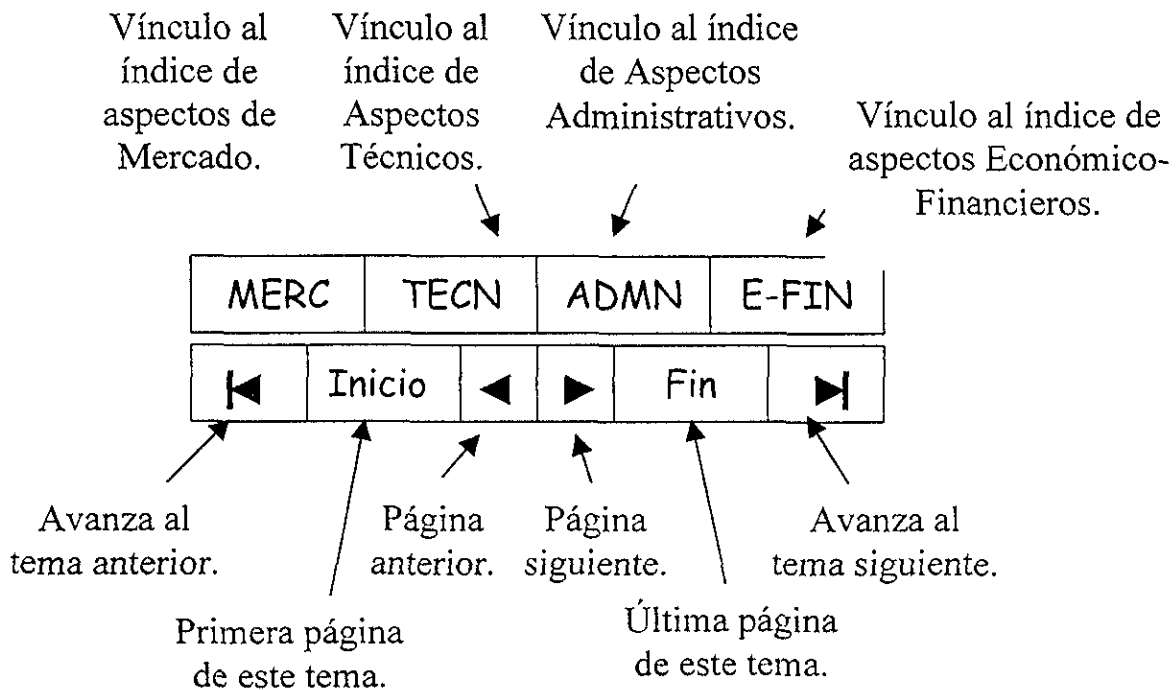 Vínculo al
índice de
aspectos de
Mercado.
Vínculo al
índice de
Aspectos
Técnicos.
Vínculo al índice
de Aspectos
Administrativos.
Vínculo al índice de
aspectos Económico-
Financieros.
MERC TECN ADMN E-FIN
Inicio Fin
Avanza al
tema anterior.
Primera página
de este tema.
Página
anterior.
Página
siguiente.
Última página
de este tema.
Avanza al
tema siguiente.